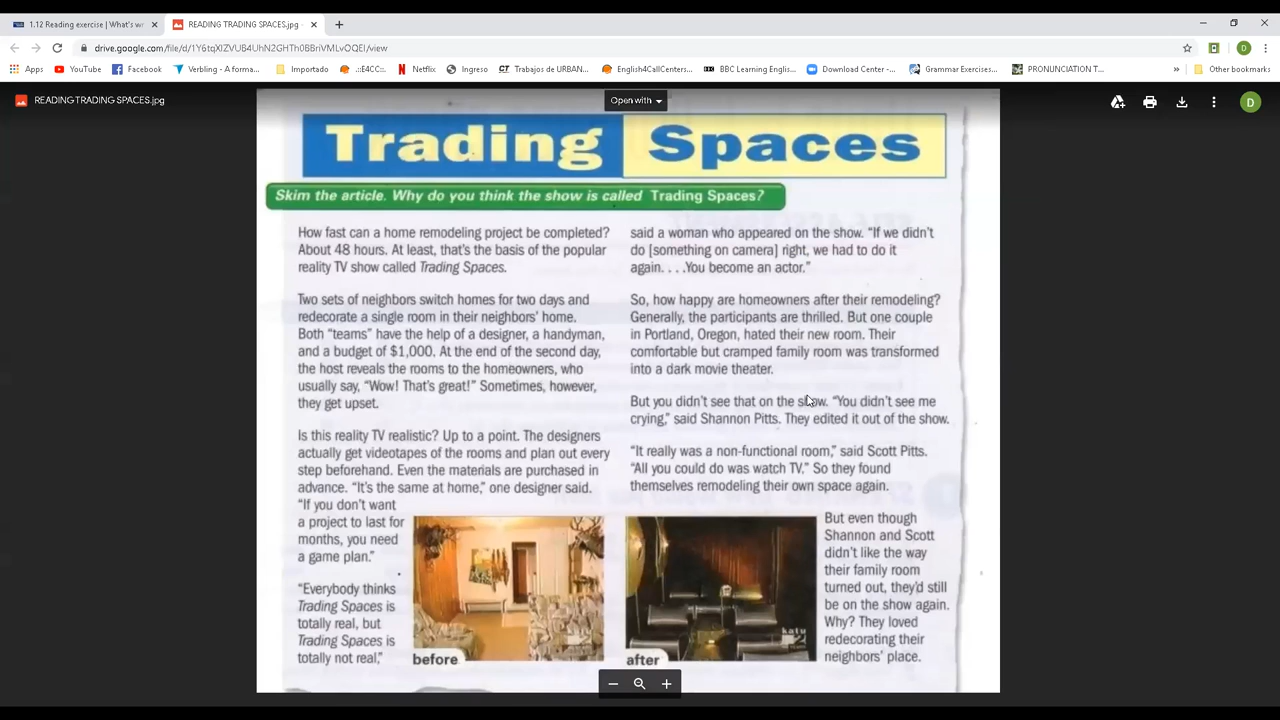 1.12 Reading exercise | What's w
READING TRADING SPACES.jpg
drive.google.com/file/d/1Y6tqXIZVUB4UhN2GHTh0BBriVMLvOQEI/view
Apps YouTube Facebook Verbling - A forma... Importado .::E4CC::. Netflix Ingreso Trabajos de URBAN... English4CallCenters... BBC Learning Englis... Download Center -... Grammar Exercises... PRONUNCIATION T... » Other bookmarks
READING TRADING SPACES.jpg
Open with
D
Trading Spaces
Skim the article. Why do you think the show is called Trading Spaces?
How fast can a home remodeling project be completed?
About 48 hours. At least, that's the basis of the popular
reality TV show called Trading Spaces.
Two sets of neighbors switch homes for two days and
redecorate a single room in their neighbors' home.
Both "teams" have the help of a designer, a handyman,
and a budget of $1,000. At the end of the second day,
the host reveals the rooms to the homeowners, who
usually say, "Wow! That's great!" Sometimes, however,
they get upset.
Is this reality TV realistic? Up to a point. The designers
actually get videotapes of the rooms and plan out every
step beforehand. Even the materials are purchased in
advance. "It's the same at home," one designer said.
"If you don't want
a project to last for
months, you need
a game plan."
"Everybody thinks
Trading Spaces is
totally real, but
Trading Spaces is
totally not real,"
before
said a woman who appeared on the show. "If we didn't
do [something on camera] right, we had to do it
again. . . .You become an actor."
So, how happy are homeowners after their remodeling?
Generally, the participants are thrilled. But one couple
in Portland, Oregon, hated their new room. Their
comfortable but cramped family room was transformed
into a dark movie theater.
But you didn't see that on the show. "You didn't see me
crying," said Shannon Pitts. They edited it out of the show.
"It really was a non-functional room," said Scott Pitts.
"All you could do was watch TV." So they found
themselves remodeling their own space again.
katu
2
after
But even though
Shannon and Scott
didn't like the way
their family room
turned out, they'd still
be on the show again.
Why? They loved
redecorating their
neighbors' place.